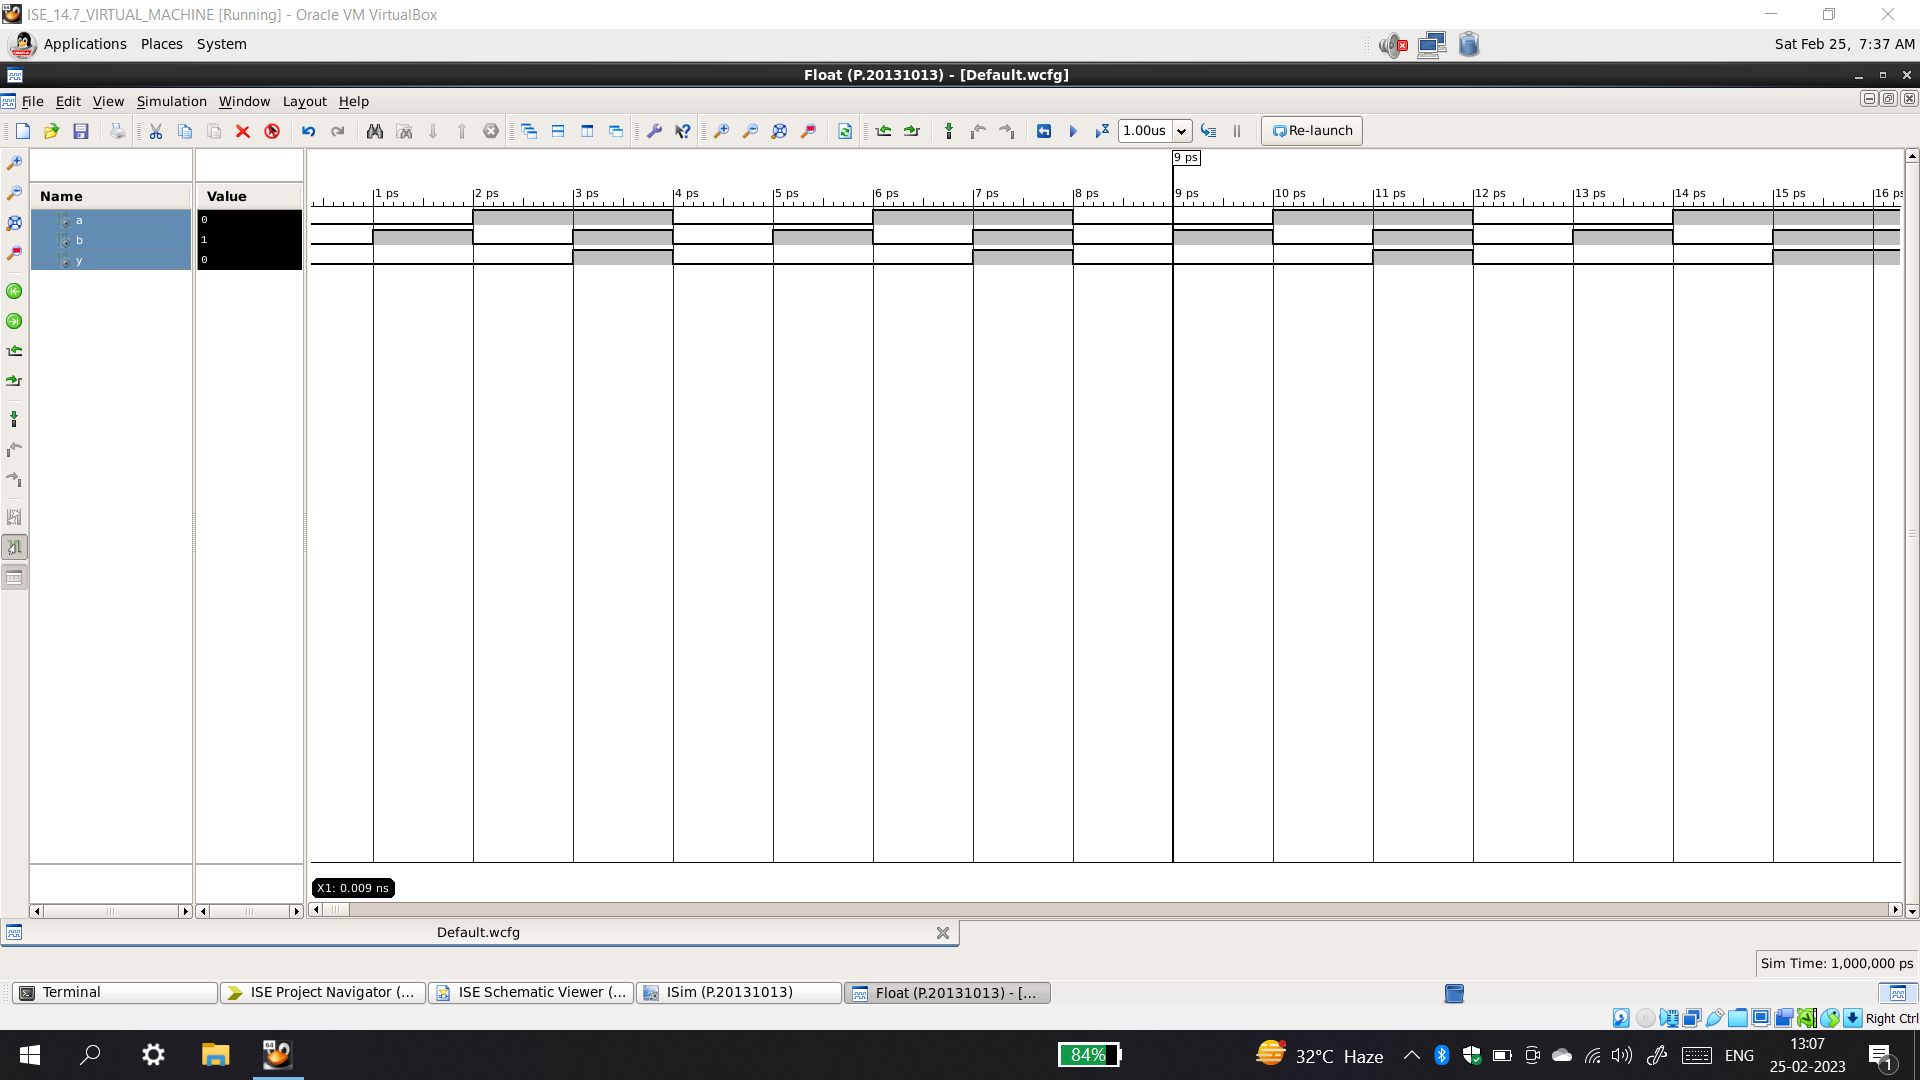 ISE_14.7_VIRTUAL_MACHINE [Running] - Oracle VM VirtualBox
Applications Places System
Sat Feb 25, 7:37 AM
Float (P.20131013) - [Default.wcfg]
File Edit View Simulation Window Layout Help
1.00us
Re-launch
9 ps
Name Value
1 ps 2 ps 3 ps 4 ps 5 ps 6 ps 7 ps 8 ps 9 ps 10 ps 11 ps 12 ps 13 ps 14 ps 15 ps 16 ps
a 0
b 1
y 0
X1: 0.009 ns
Default.wcfg
Sim Time: 1,000,000 ps
Terminal
ISE Project Navigator (...
ISE Schematic Viewer (...
ISim (P.20131013)
Float (P.20131013) - [...
Right Ctrl
64
84%
32°C Haze
ENG
13:07
25-02-2023
1